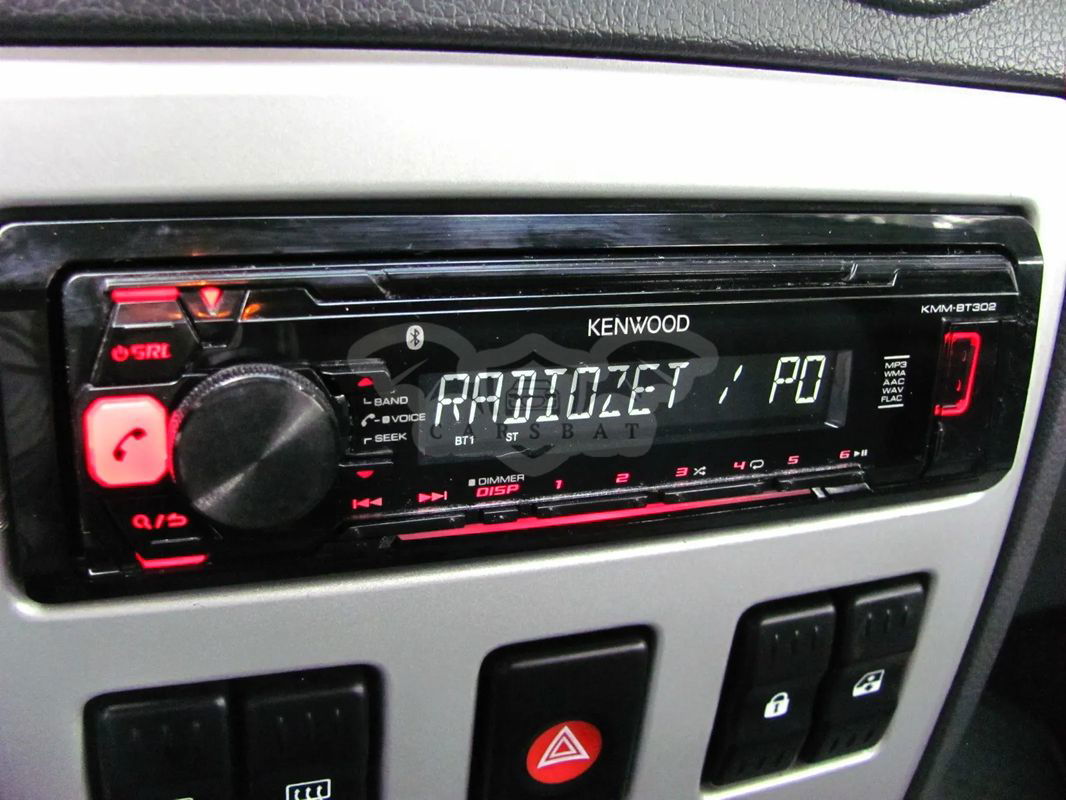 KENWOOD
KMM-BT302
SRC
RADIOZET / PO
BT1 ST
BAND
VOICE
SEEK
MP3
WMA
AAC
WAV
FLAC
DIMMER
DISP 1 2 3 4 5 6
CARSBAT